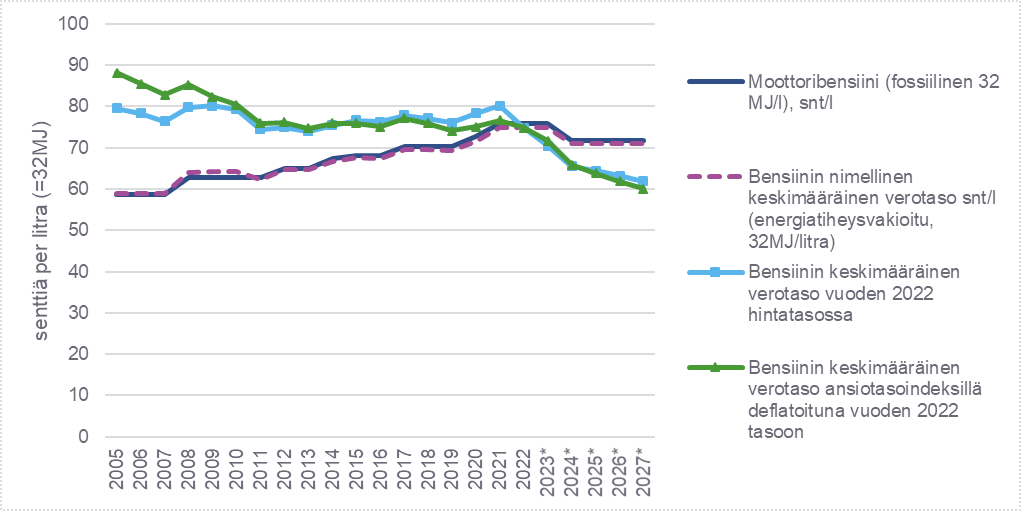 100
90
80
70
60
50
40
30
20
10
0
senttiä per litra (=32MJ)
2005
2006
2007
2008
2009
2010
2011
2012
2013
2014
2015
2016
2017
2018
2019
2020
2021
2022
2023*
2024*
2025*
2026*
2027*
Moottoribensiini (fossiilinen 32
MJ/l), snt/l
Bensiinin nimellinen
keskimääräinen verotaso snt/l
(energiatiheysvakioitu,
32MJ/litra)
Bensiinin keskimääräinen
verotaso vuoden 2022
hintatasossa
Bensiinin keskimääräinen
verotaso ansiotasoindeksillä
deflatoituna vuoden 2022
tasoon